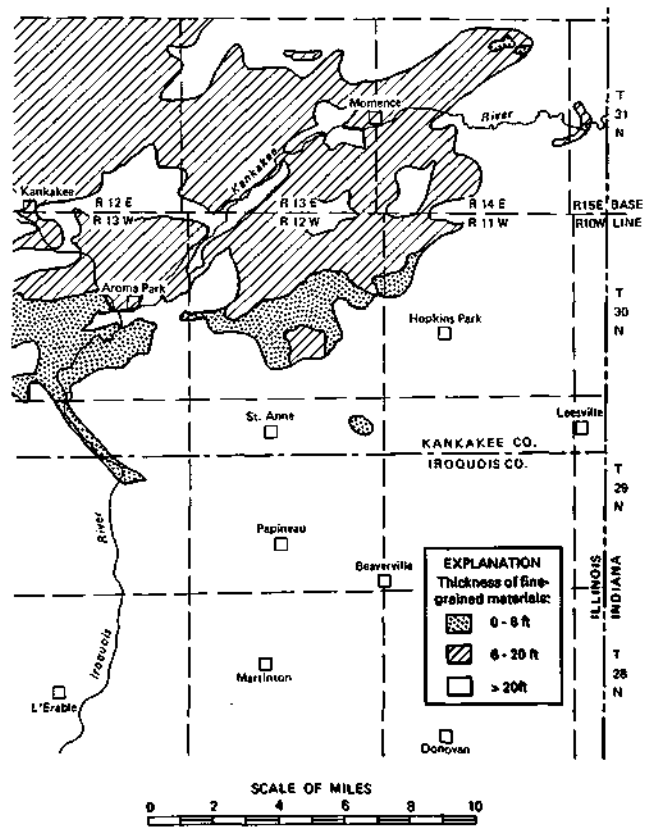 Momence
River
T
31
N
Kankakee
Kankakee
R 12 E
R 13 E
R 14 E
R15E
BASE
R 13 W
R 12 W
R 11 W
R10W
LINE
Aroma Park
T
30
N
Hopkins Park
St. Anne
Leesville
KANKAKEE CO.
IROQUOIS CO.
T
29
N
River
Papineau
Beaverville
EXPLANATION
Thickness of fine-
grained materials:
0 - 6 ft
6 - 20 ft
> 20ft
ILLINOIS
INDIANA
Iroquois
Martinton
T
28
N
L'Erable
Donovan
SCALE OF MILES
0 2 4 6 8 10